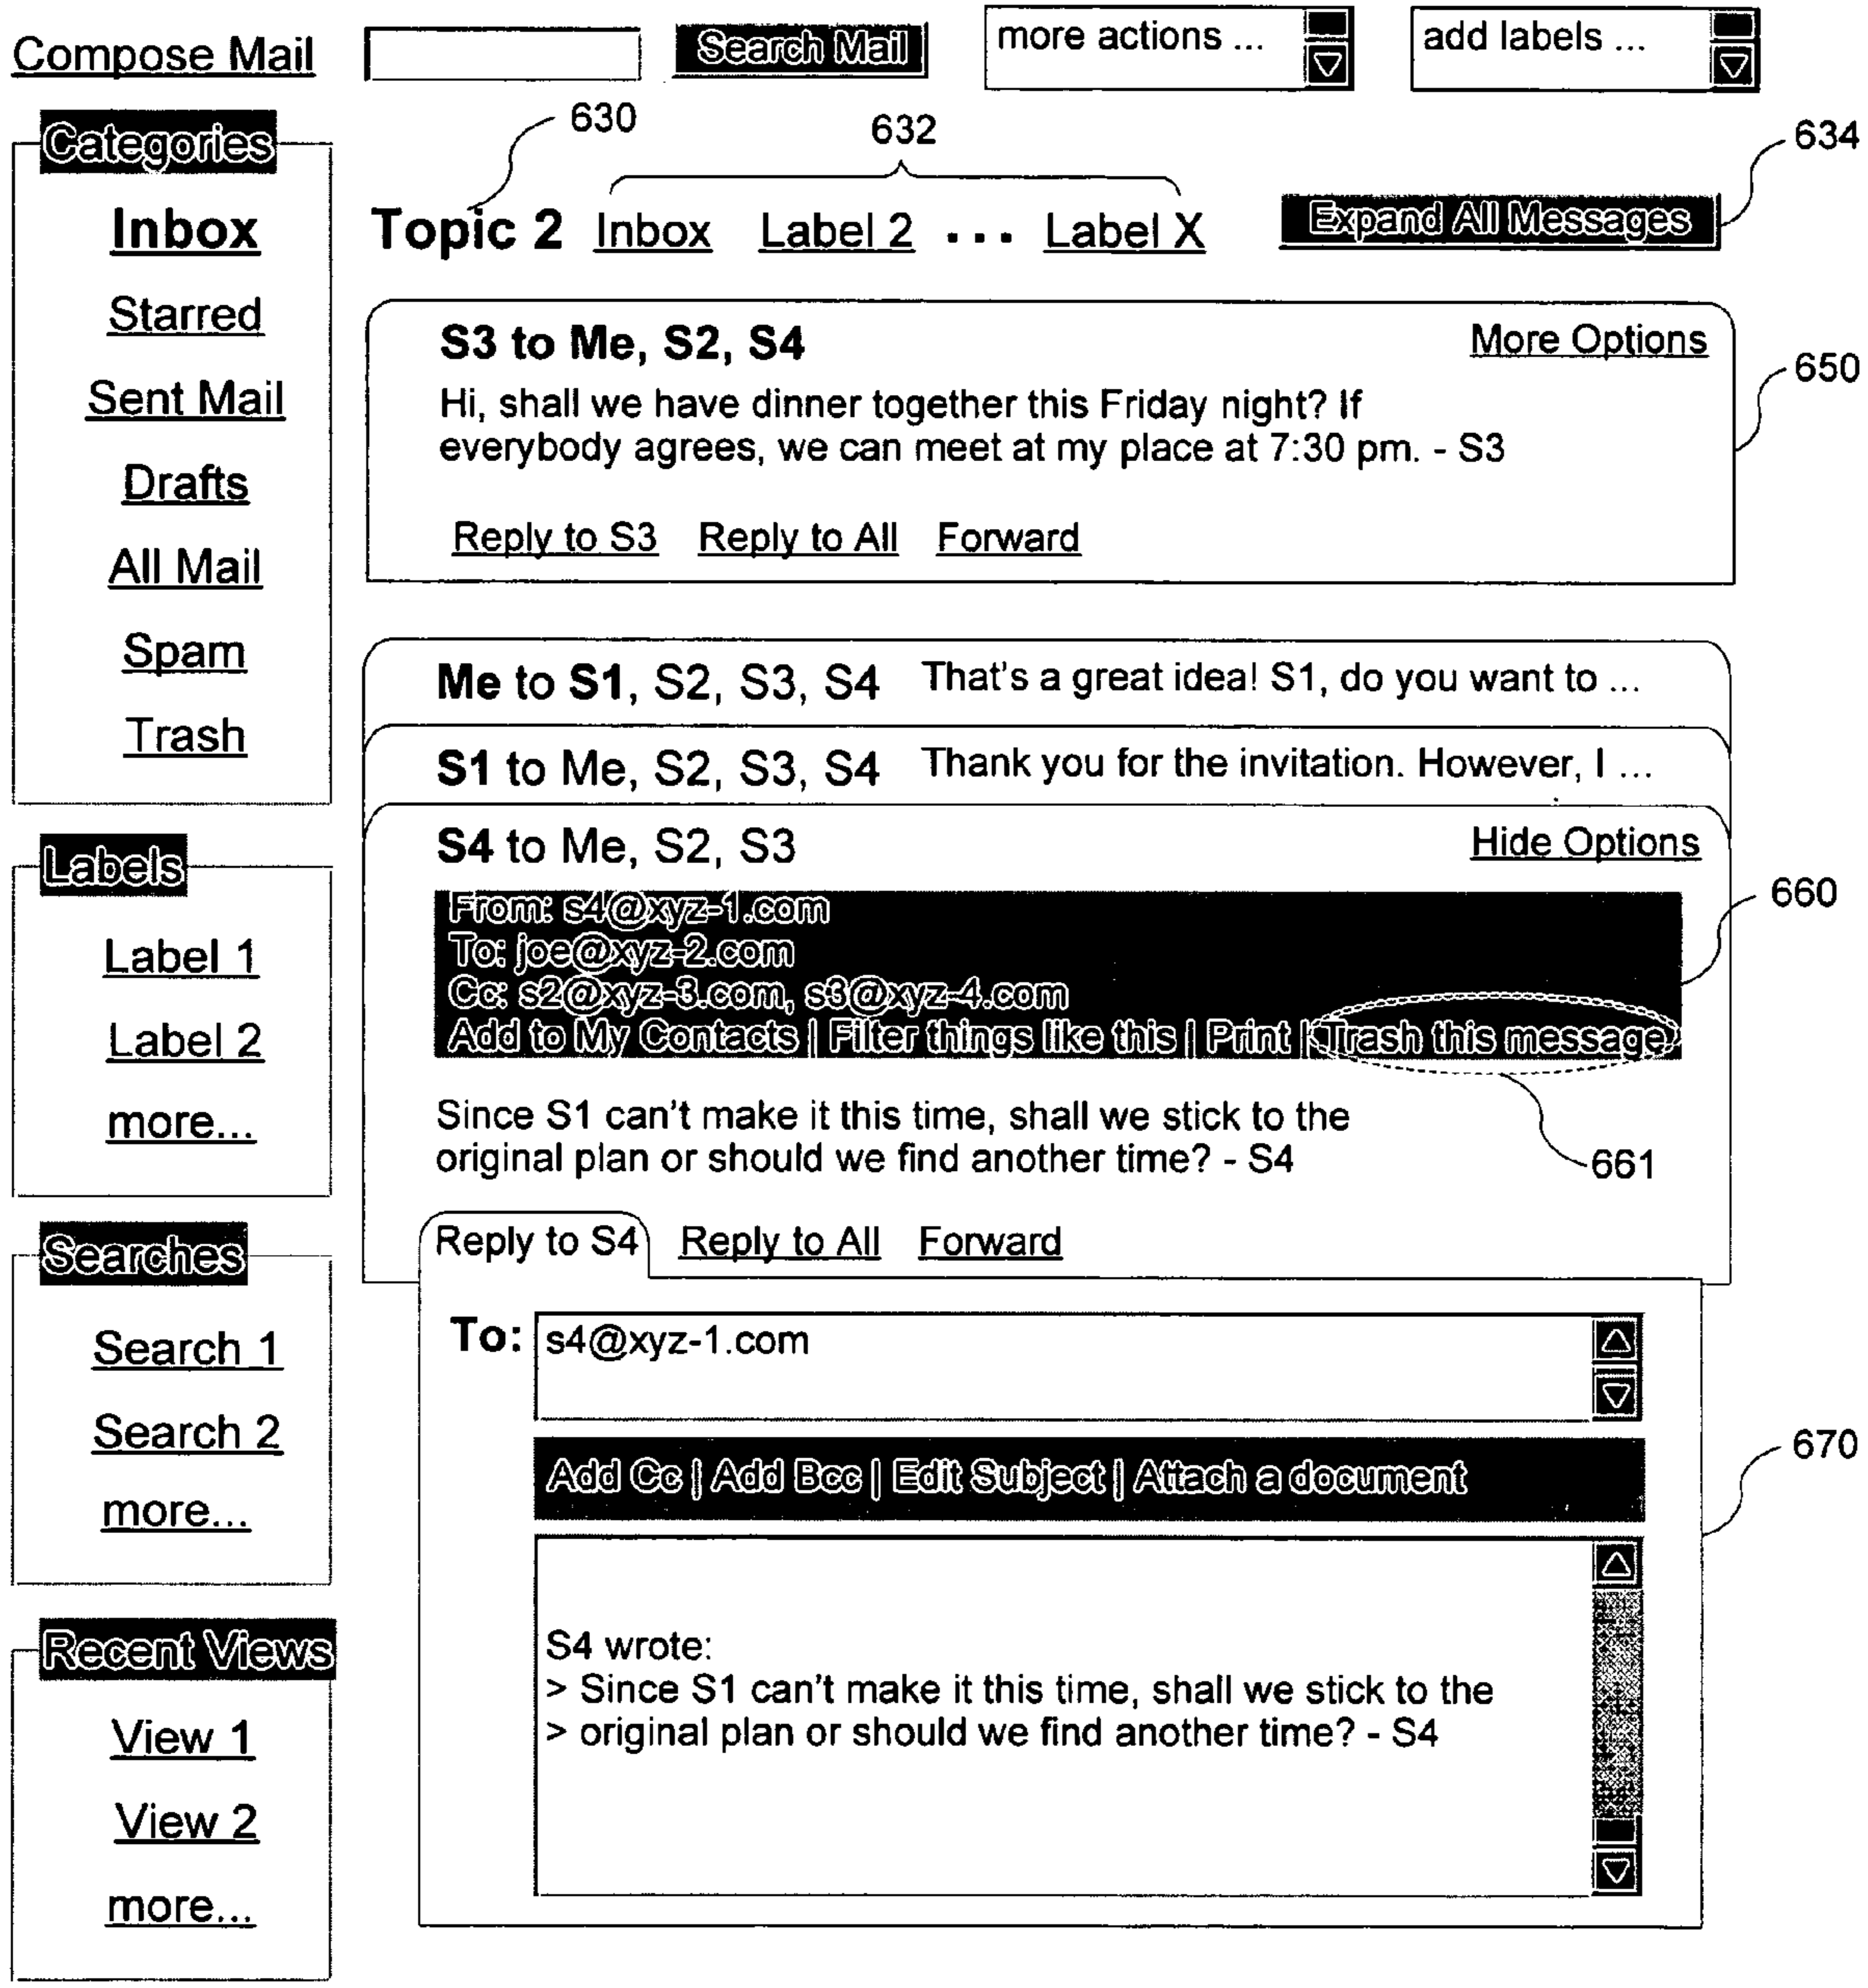 Compose Mail
Search Mail
more actions ...
add labels ...
630
632
634
Categories
Inbox
Starred
Sent Mail
Drafts
All Mail
Spam
Trash
Labels
Label 1
Label 2
more...
Searches
Search 1
Search 2
more...
Recent Views
View 1
View 2
more...
Topic 2 Inbox Label 2 ... Label X
Expand All Messages
S3 to Me, S2, S4
More Options
650
Hi, shall we have dinner together this Friday night? If
everybody agrees, we can meet at my place at 7:30 pm. - S3
Reply to S3 Reply to All Forward
Me to S1, S2, S3, S4 That's a great idea! S1, do you want to ...
S1 to Me, S2, S3, S4 Thank you for the invitation. However, I ...
S4 to Me, S2, S3
Hide Options
660
From: s4@xyz-1.com
To: joe@xyz-2.com
Cc: s2@xyz-3.com, s3@xyz-4.com
Add to My Contacts | Filter things like this | Print | Trash this message
661
Since S1 can't make it this time, shall we stick to the
original plan or should we find another time? - S4
Reply to S4 Reply to All Forward
To: s4@xyz-1.com
670
Add Cc | Add Bcc | Edit Subject | Attach a document
S4 wrote:
> Since S1 can't make it this time, shall we stick to the
> original plan or should we find another time? - S4